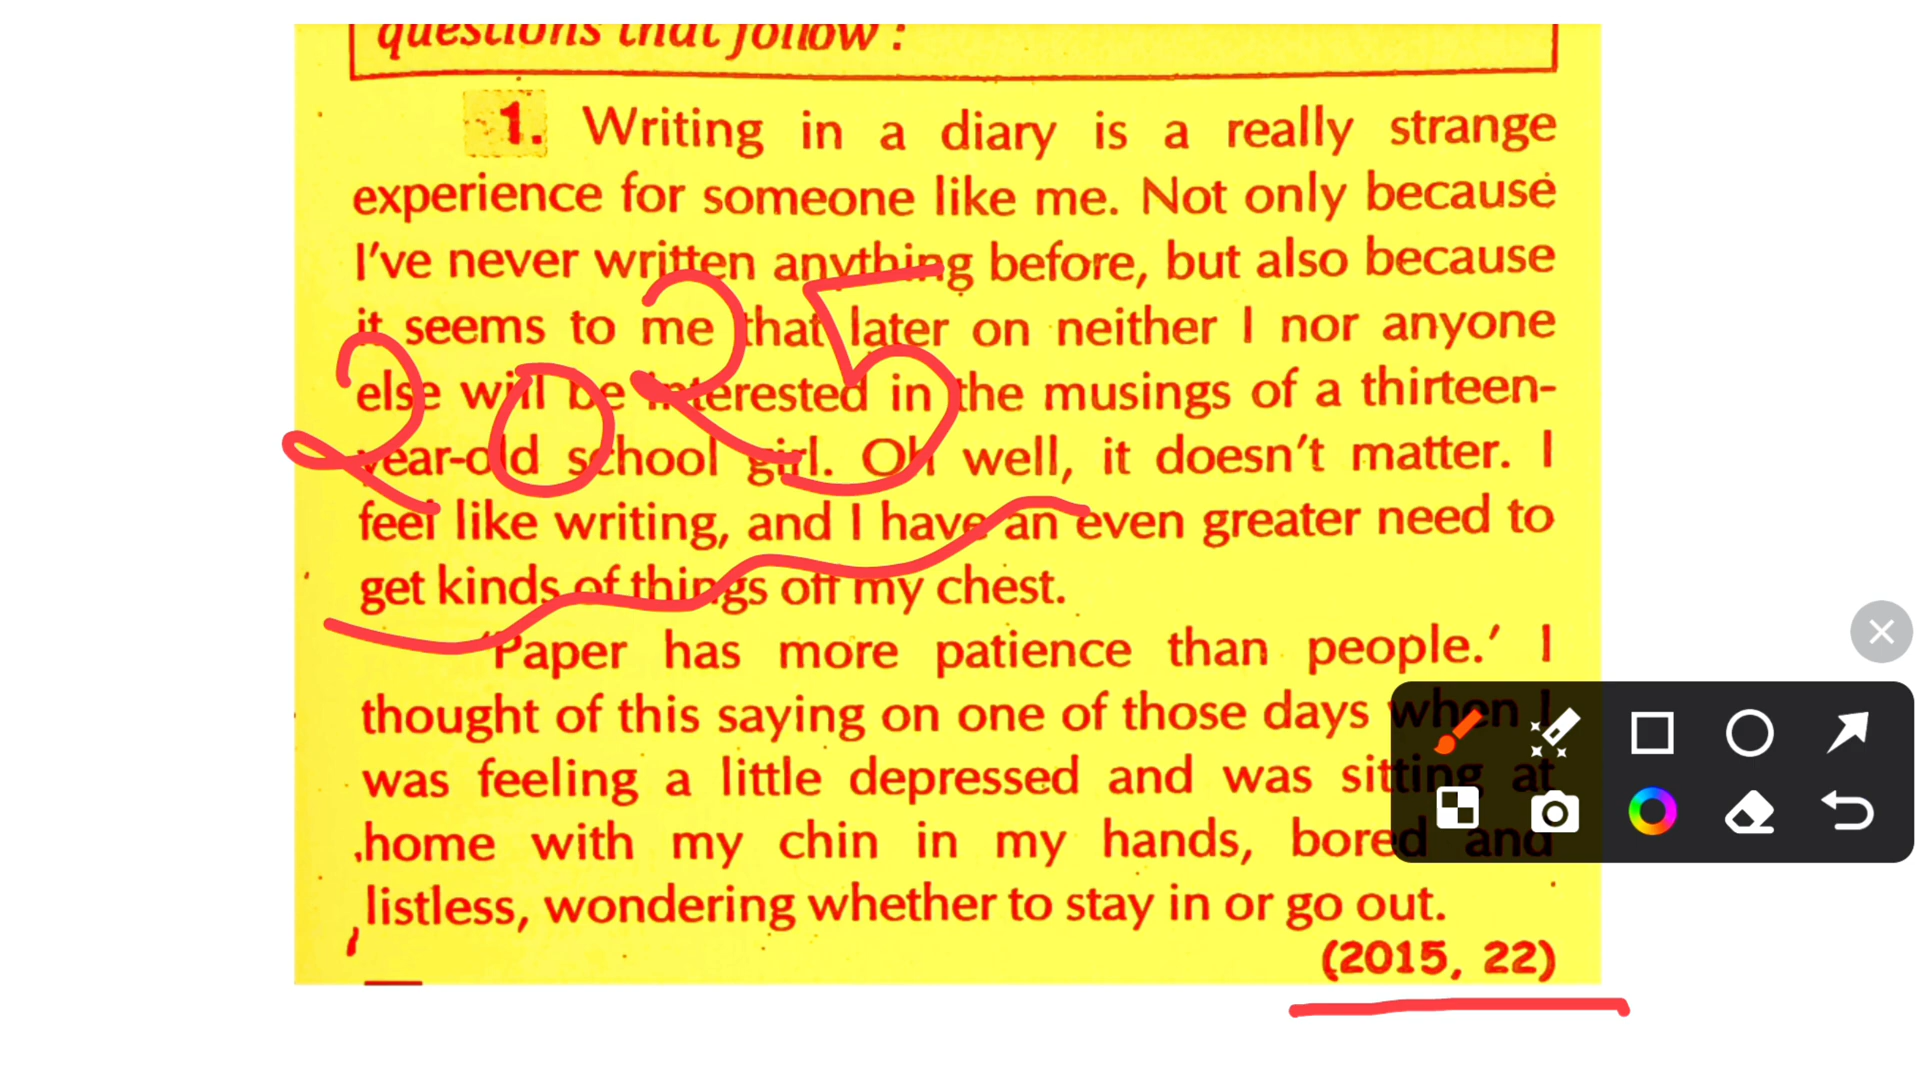 questions that follow :
1. Writing in a diary is a really strange
experience for someone like me. Not only because
I've never written anything before, but also because
it seems to me that later on neither I nor anyone
else will be interested in the musings of a thirteen-
year-old school girl. Oh well, it doesn't matter. I
feel like writing, and I have an even greater need to
get kinds of things off my chest.
2025
'Paper has more patience than people.' I
thought of this saying on one of those days when I
was feeling a little depressed and was sitting at
home with my chin in my hands, bored and
listless, wondering whether to stay in or go out.
(2015, 22)